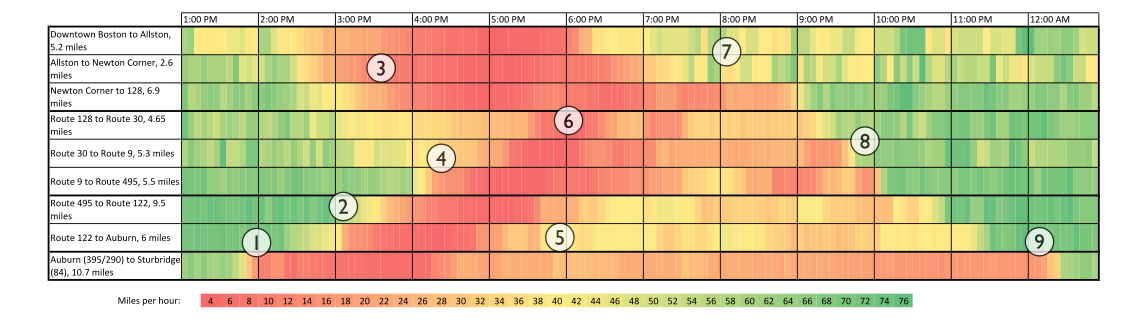 1:00 PM 2:00 PM 3:00 PM 4:00 PM 5:00 PM 6:00 PM 7:00 PM 8:00 PM 9:00 PM 10:00 PM 11:00 PM 12:00 AM
Downtown Boston to Allston,
5.2 miles
7
Allston to Newton Corner, 2.6
miles
3
Newton Corner to 128, 6.9
miles
Route 128 to Route 30, 4.65
miles
6
Route 30 to Route 9, 5.3 miles
4
8
Route 9 to Route 495, 5.5 miles
Route 495 to Route 122, 9.5
miles
2
Route 122 to Auburn, 6 miles
1
5
9
Auburn (395/290) to Sturbridge
(84), 10.7 miles
Miles per hour: 4 6 8 10 12 14 16 18 20 22 24 26 28 30 32 34 36 38 40 42 44 46 48 50 52 54 56 58 60 62 64 66 68 70 72 74 76